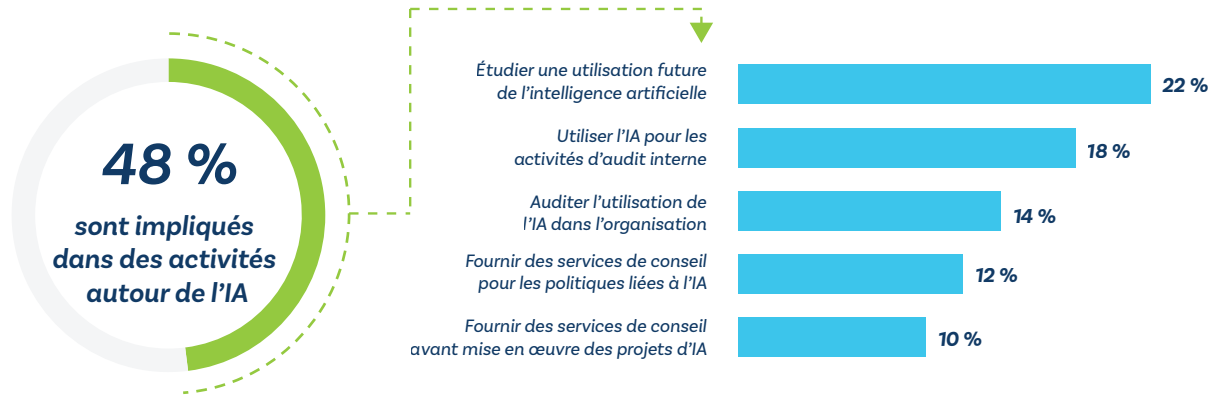 48 %
sont impliqués
dans des activités
autour de l’IA
Étudier une utilisation future
de l’intelligence artificielle
22 %
Utiliser l’IA pour les
activités d’audit interne
18 %
Auditer l’utilisation de
l’IA dans l’organisation
14 %
Fournir des services de conseil
pour les politiques liées à l’IA
12 %
Fournir des services de conseil
avant mise en œuvre des projets d’IA
10 %